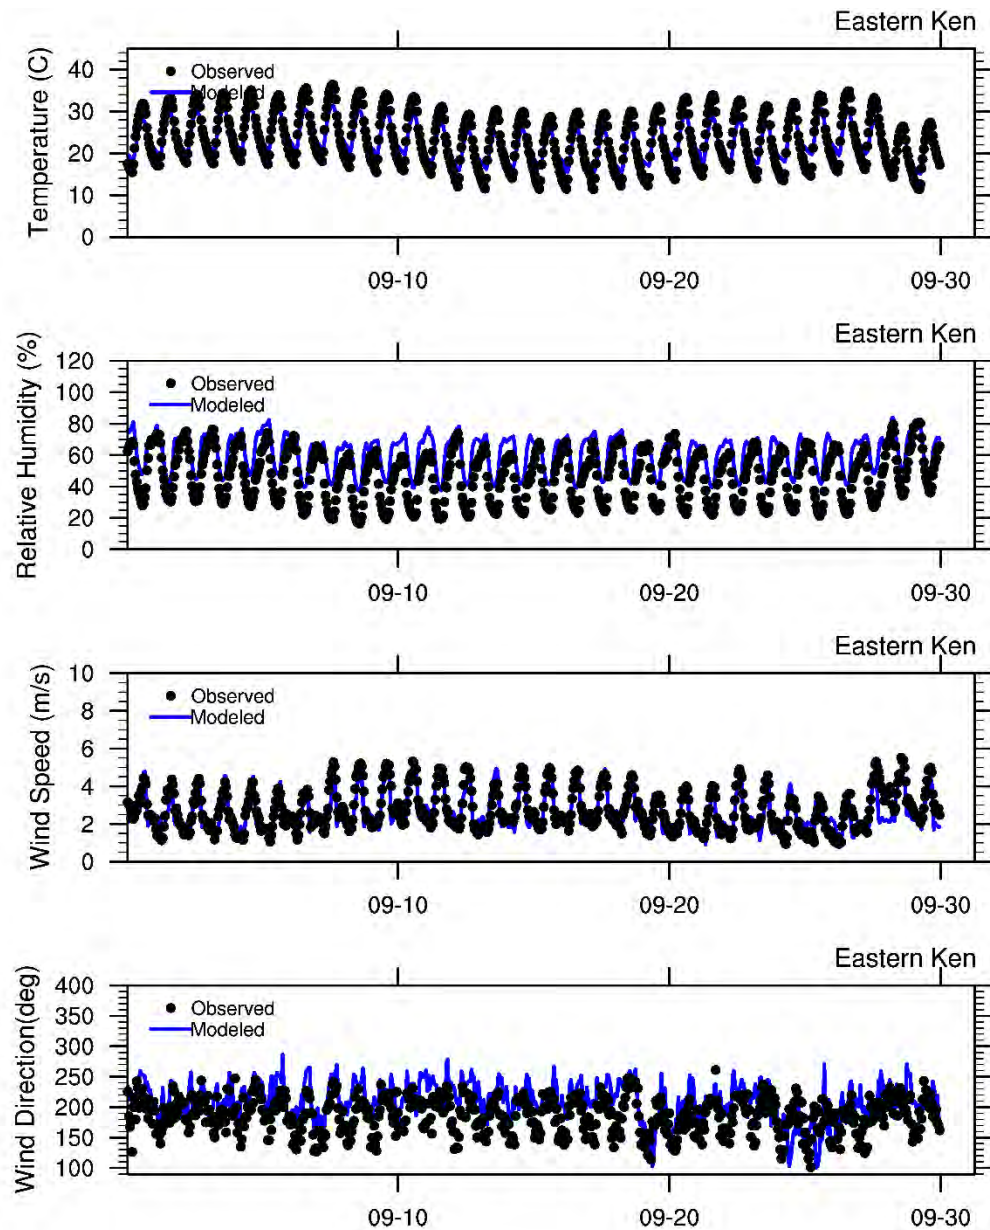 Eastern Ken
Temperature (C)
40
30
20
10
0
Observed
Modeled
09-10
09-20
09-30
Eastern Ken
Relative Humidity (%)
120
100
80
60
40
20
0
Observed
Modeled
09-10
09-20
09-30
Eastern Ken
Wind Speed (m/s)
10
8
6
4
2
0
Observed
Modeled
09-10
09-20
09-30
Eastern Ken
Wind Direction(deg)
400
350
300
250
200
150
100
Observed
Modeled
09-10
09-20
09-30